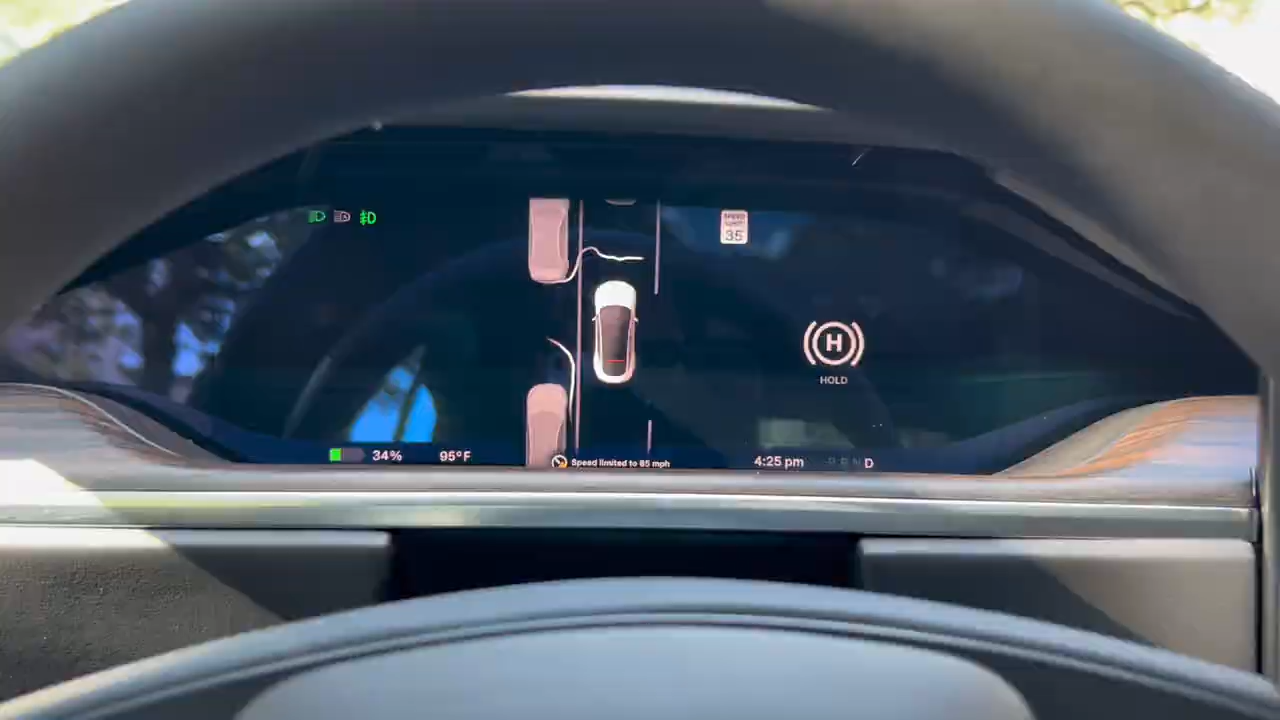 SPEED
LIMIT
35
H
HOLD
34%
95°F
Speed limited to 85 mph
4:25 pm
P R N D